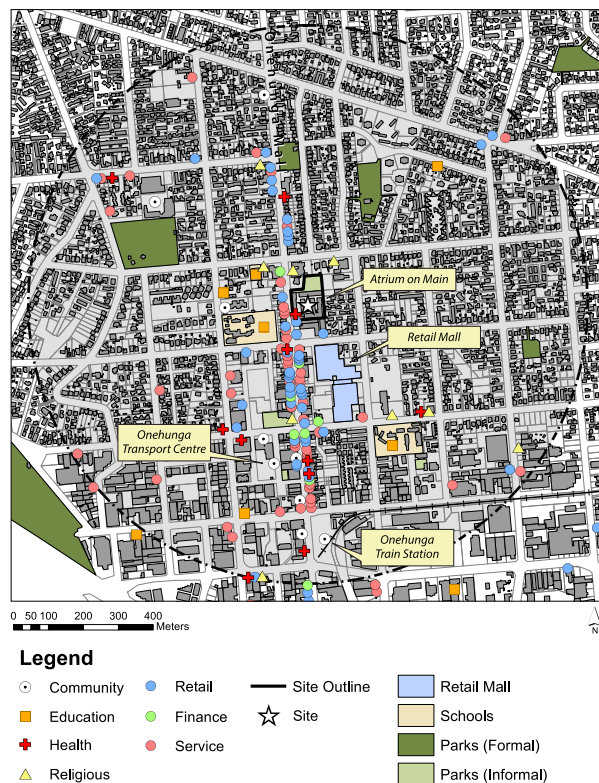 Atrium on Main
Retail Mall
Onehunga
Transport Centre
Onehunga
Train Station
0 50 100 200 300 400
Meters
N
Legend
Community
Retail
Site Outline
Retail Mall
Education
Finance
Site
Schools
Health
Service
Parks (Formal)
Religious
Parks (Informal)